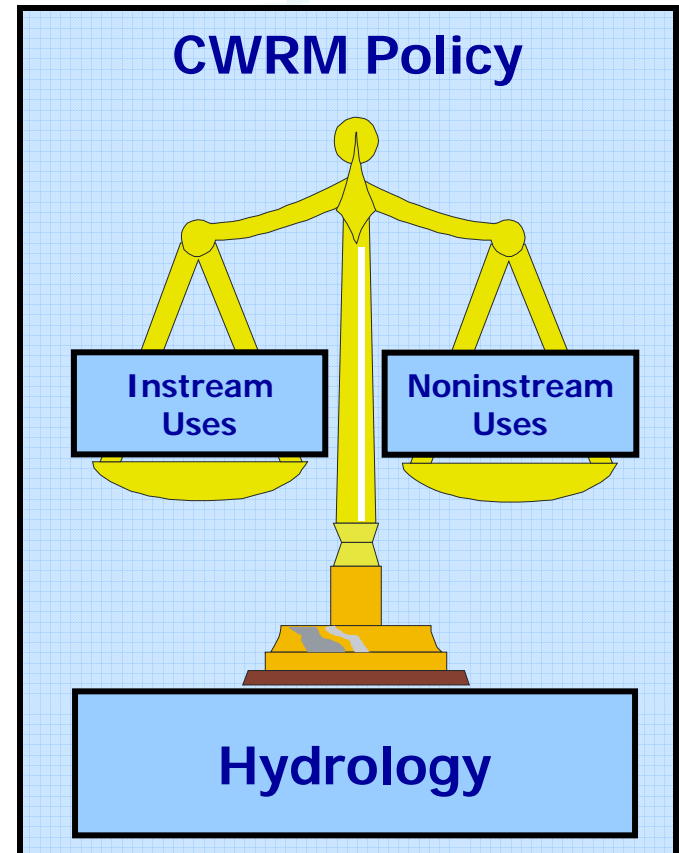 CWRM Policy
Instream
Uses
Noninstream
Uses
Hydrology